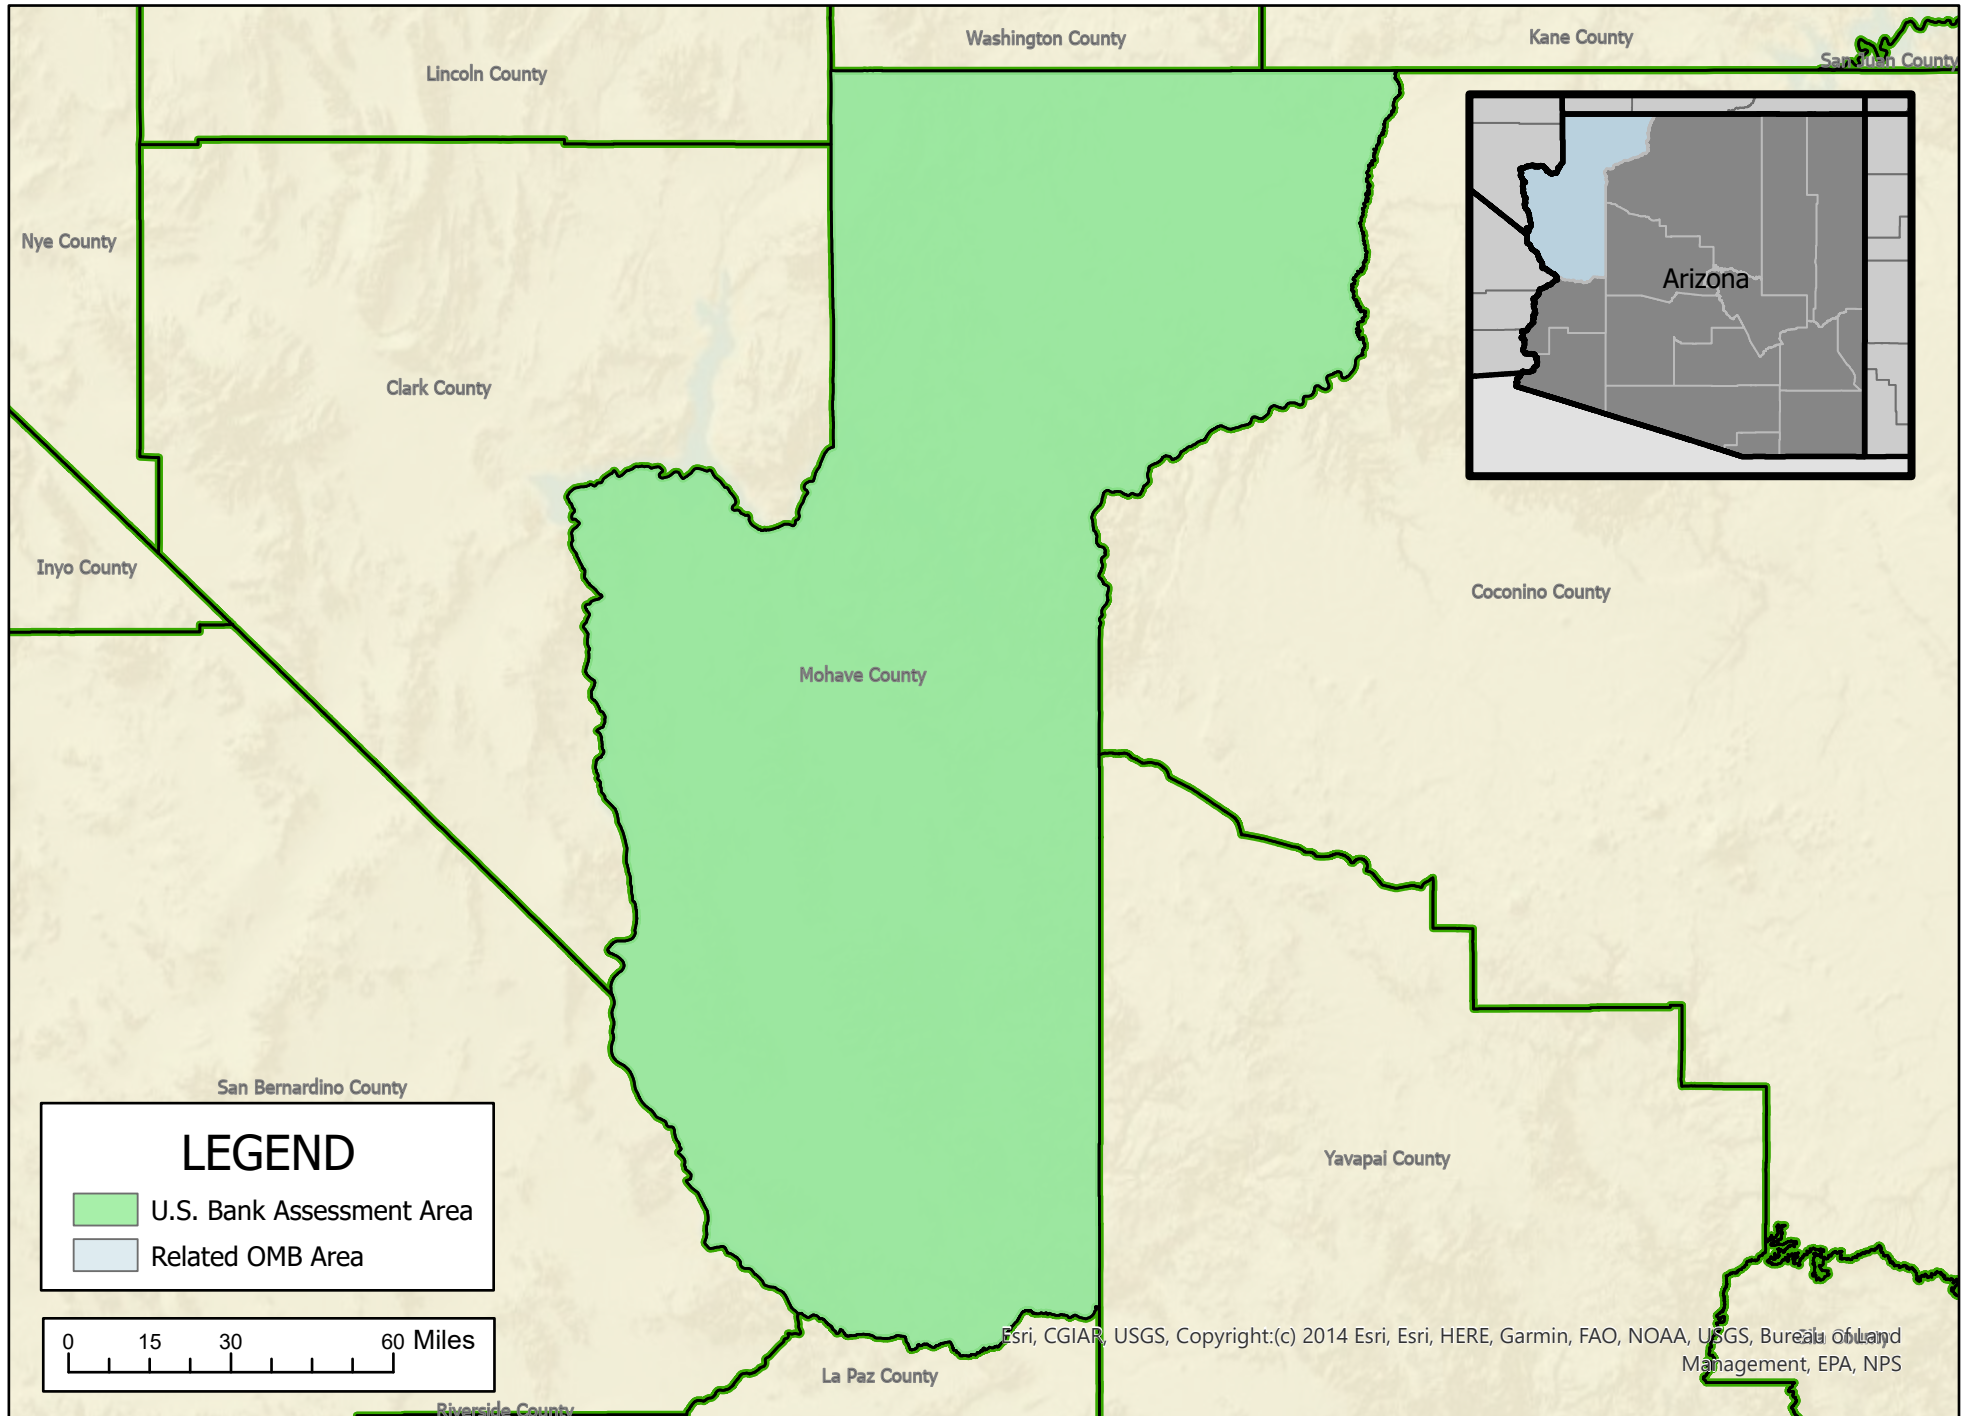 Washington County
Kane County
San Juan County
Lincoln County
Nye County
Arizona
Clark County
Inyo County
Coconino County
Mohave County
San Bernardino County
Yavapai County
LEGEND
U.S. Bank Assessment Area
Related OMB Area
0 15 30 60 Miles
Esri, CGIAR, USGS, Copyright:(c) 2014 Esri, Esri, HERE, Garmin, FAO, NOAA, USGS, Bureau of Land
Management, EPA, NPS
La Paz County
Riverside County